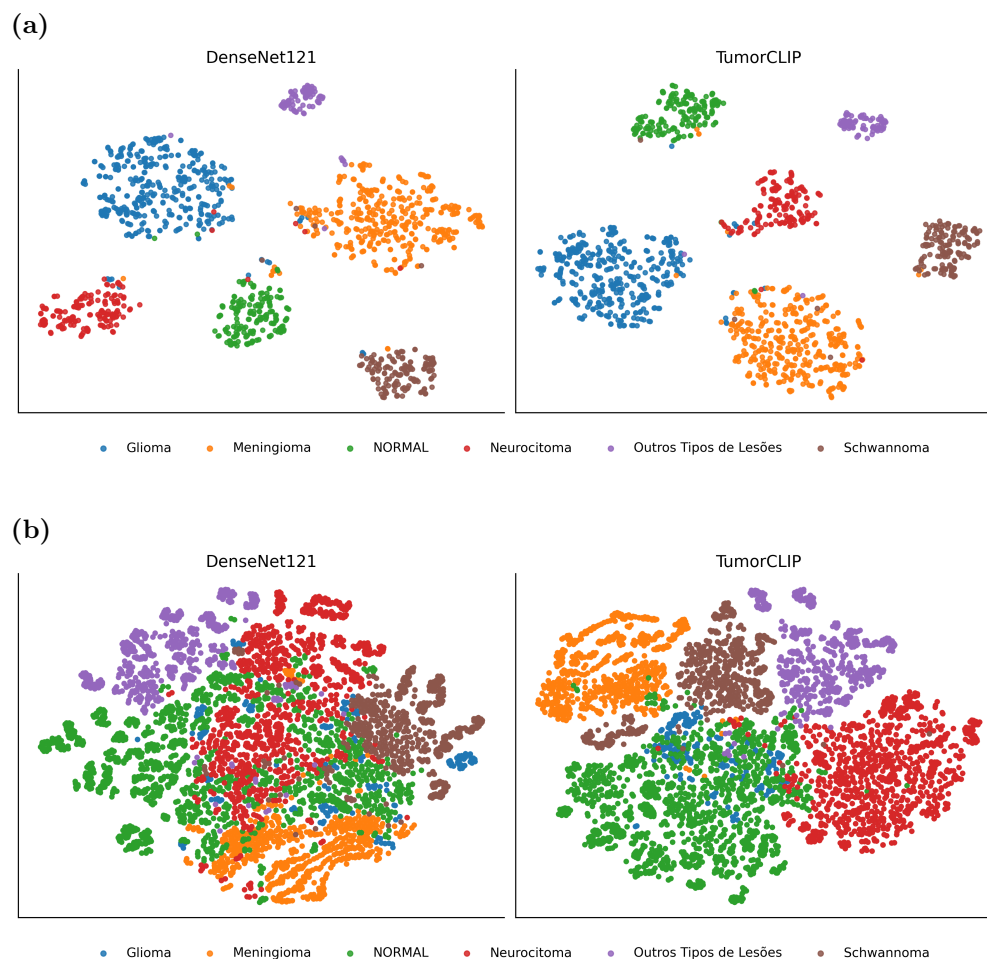 (a)
DenseNet121 TumorCLIP
Glioma Meningioma NORMAL Neurocitoma Outros Tipos de Lesões Schwannoma
(b)
DenseNet121 TumorCLIP
Glioma Meningioma NORMAL Neurocitoma Outros Tipos de Lesões Schwannoma